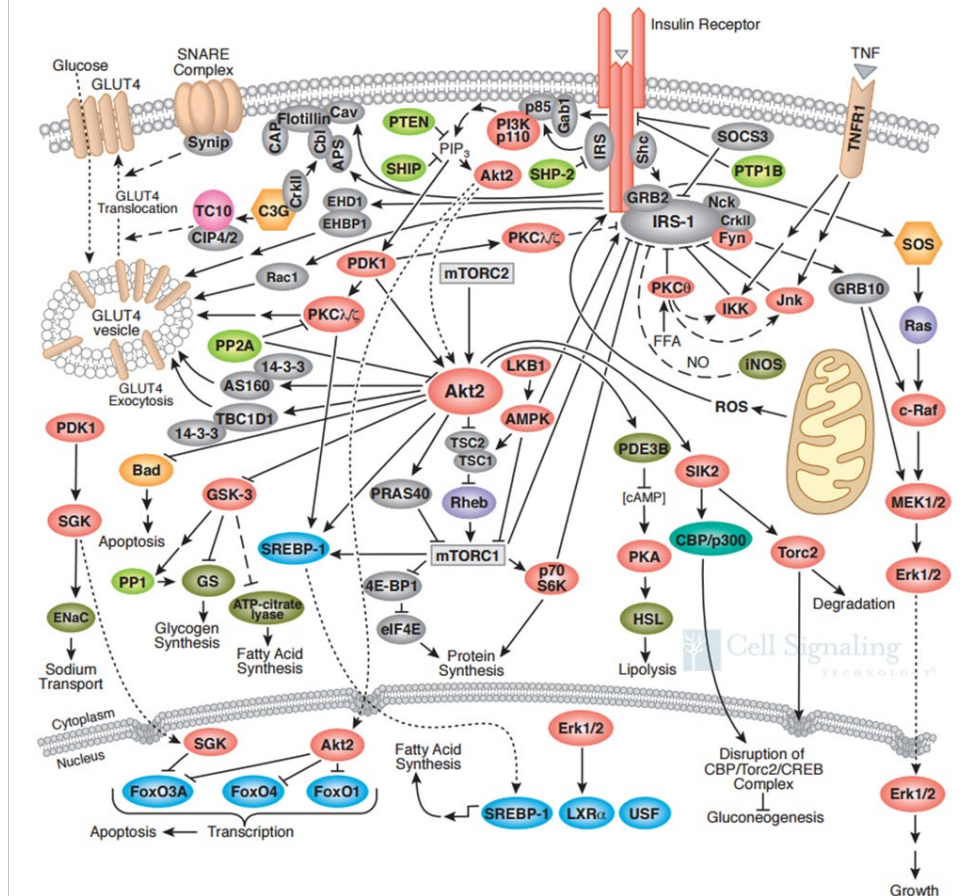 Insulin Receptor
TNF
SNARE
Complex
Glucose
GLUT4
TNFR1
Synip
CAP
Flotillin
Cav
Cbl
APS
CrkII
PTEN
PIP3
SHIP
PI3K
p110
p85
Gab1
SHP-2
IRS
Shc
SOCS3
PTP1B
Akt2
GLUT4
Translocation
TC10
CIP4/2
C3G
EHD1
EHBP1
GRB2
IRS-1
Nck
CrkII
Fyn
SOS
Rac1
PDK1
PKCλ/ζ
mTORC2
PKCθ
IKK
Jnk
GRB10
Ras
GLUT4
vesicle
PKCλ/ζ
FFA
NO
iNOS
PP2A
14-3-3
AS160
GLUT4
Exocytosis
TBC1D1
14-3-3
Akt2
LKB1
AMPK
ROS
c-Raf
PDK1
Bad
GSK-3
TSC2
TSC1
PDE3B
SIK2
[cAMP]
PRAS40
Rheb
MEK1/2
SGK
Apoptosis
SREBP-1
mTORC1
PKA
CBP/p300
Torc2
PP1
GS
4E-BP1
p70
S6K
Erk1/2
ENaC
ATP-citrate
lyase
Glycogen
Synthesis
eIF4E
HSL
Degradation
Sodium
Transport
Fatty Acid
Synthesis
Protein
Synthesis
Lipolysis
Cell Signaling
TECHNOLOGY®
Cytoplasm
Nucleus
SGK
Akt2
Fatty Acid
Synthesis
Erk1/2
Disruption of
CBP/Torc2/CREB
Complex
FoxO3A
FoxO4
FoxO1
SREBP-1
LXRα
USF
Gluconeogenesis
Erk1/2
Apoptosis
Transcription
Growth